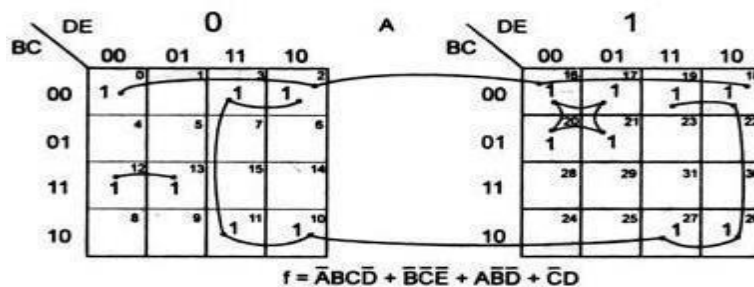 DE 0 A DE 1
BC 00 01 11 10 BC 00 01 11 10
0 1 3 2 16 17 19
00 1 1 1 00 1 1 1 1
4 5 7 6 20 21 23 22
01 01 1 1
12 13 15 14 28 29 31
11 1 1 11
8 9 11 10 24 25 27
10 1 1 10 1 1
f = A̅BCD̅ + B̅C̅E̅ + AB̅D̅ + C̅D